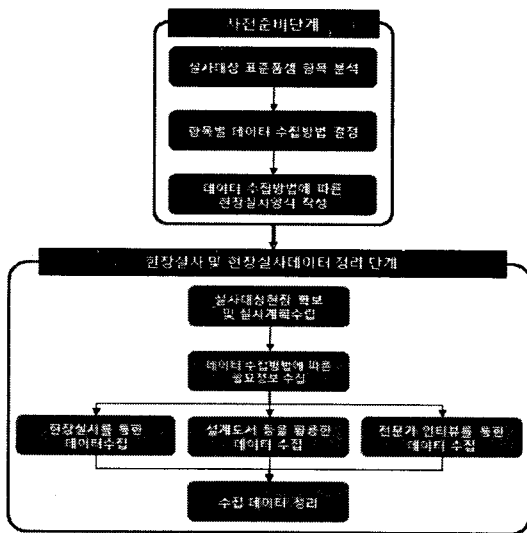 사전준비단계
실사대상 표준품셈 항목 분석
항목별 데이터 수집방법 결정
데이터 수집방법에 따른
현장실사양식 작성
현장실사 및 현장실사데이터 정리 단계
실사대상현장 확보
및 실사계획수립
데이터 수집방법에 따른
필요정보 수집
현장실사를 통한
데이터수집
설계도서 등을 활용한
데이터 수집
전문가 인터뷰를 통한
데이터 수집
수집 데이터 정리